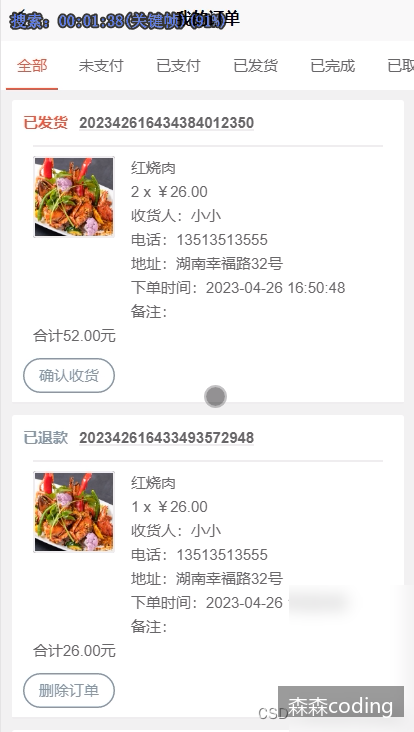 搜索：00:01:38(关键帧)(91%)
我的订单
全部 未支付 已支付 已发货 已完成 已取
已发货 202342616434384012350
红烧肉
2 x ￥26.00
收货人：小小
电话：13513513555
地址：湖南幸福路32号
下单时间：2023-04-26 16:50:48
备注：
合计52.00元
确认收货
已退款 202342616433493572948
红烧肉
1 x ￥26.00
收货人：小小
电话：13513513555
地址：湖南幸福路32号
下单时间：2023-04-26
备注：
合计26.00元
删除订单
CSD
森森coding